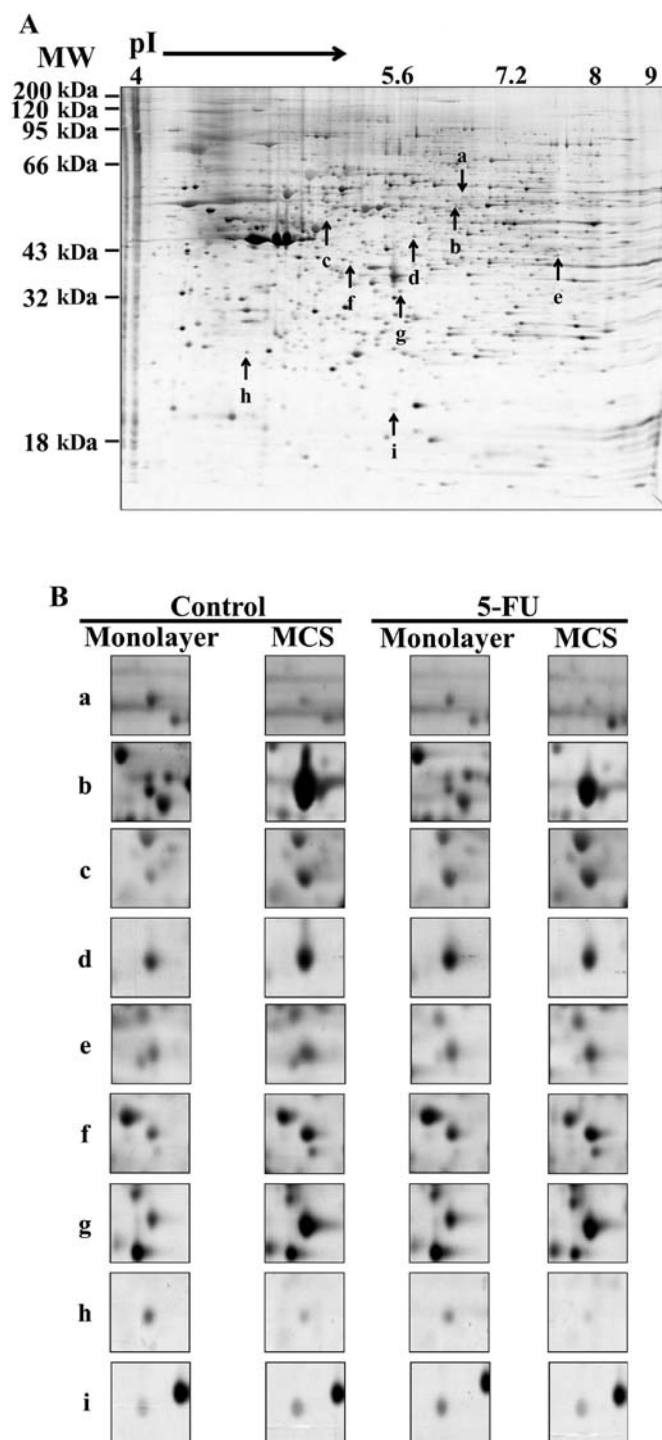 A
pI
MW
4 5.6 7.2 8 9
200 kDa
120 kDa
95 kDa
66 kDa
43 kDa
32 kDa
18 kDa
a
b
c
d
e
f
g
h
i
B
Control 5-FU
Monolayer MCS Monolayer MCS
a
b
c
d
e
f
g
h
i